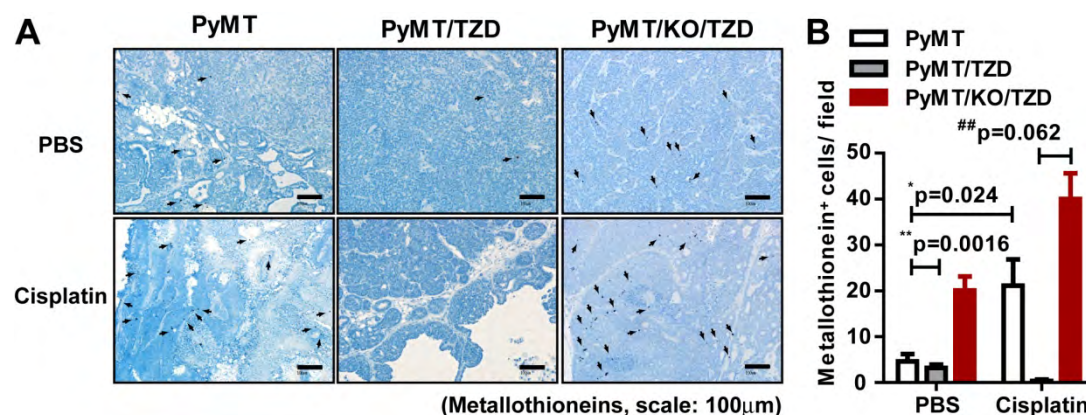 A
PyMT
PyMT/TZD
PyMT/KO/TZD
PBS
Cisplatin
(Metallothioneins, scale: 100μm)
B
PyMT
PyMT/TZD
PyMT/KO/TZD
##p=0.062
*p=0.024
**p=0.0016
Metallothionein+ cells/ field
50
40
30
20
10
0
PBS
Cisplatin